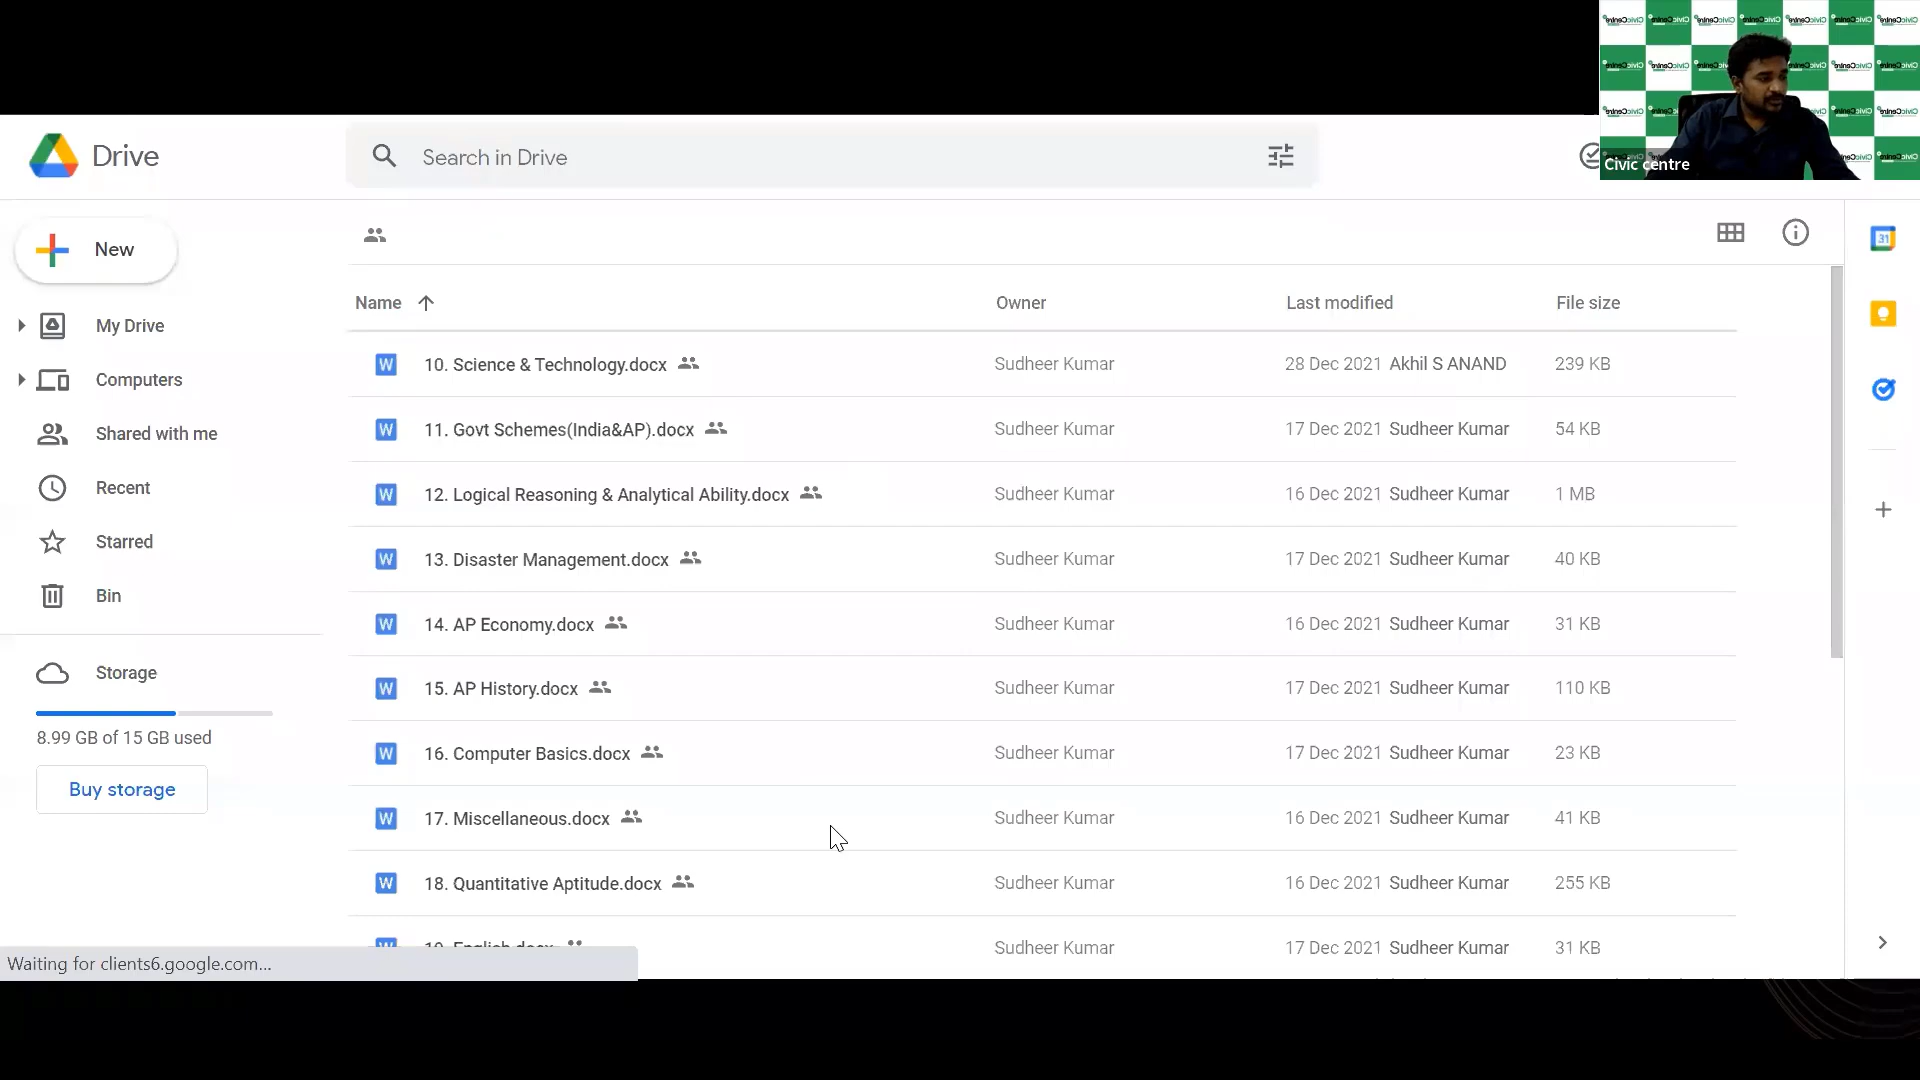 Civic centre
Drive
Search in Drive
New
My Drive
Computers
Shared with me
Recent
Starred
Bin
Storage
8.99 GB of 15 GB used
Buy storage
Name Owner Last modified File size
10. Science & Technology.docx Sudheer Kumar 28 Dec 2021 Akhil S ANAND 239 KB
11. Govt Schemes(India&AP).docx Sudheer Kumar 17 Dec 2021 Sudheer Kumar 54 KB
12. Logical Reasoning & Analytical Ability.docx Sudheer Kumar 16 Dec 2021 Sudheer Kumar 1 MB
13. Disaster Management.docx Sudheer Kumar 17 Dec 2021 Sudheer Kumar 40 KB
14. AP Economy.docx Sudheer Kumar 16 Dec 2021 Sudheer Kumar 31 KB
15. AP History.docx Sudheer Kumar 17 Dec 2021 Sudheer Kumar 110 KB
16. Computer Basics.docx Sudheer Kumar 17 Dec 2021 Sudheer Kumar 23 KB
17. Miscellaneous.docx Sudheer Kumar 16 Dec 2021 Sudheer Kumar 41 KB
18. Quantitative Aptitude.docx Sudheer Kumar 16 Dec 2021 Sudheer Kumar 255 KB
19. English.docx Sudheer Kumar 17 Dec 2021 Sudheer Kumar 31 KB
Waiting for clients6.google.com...
31